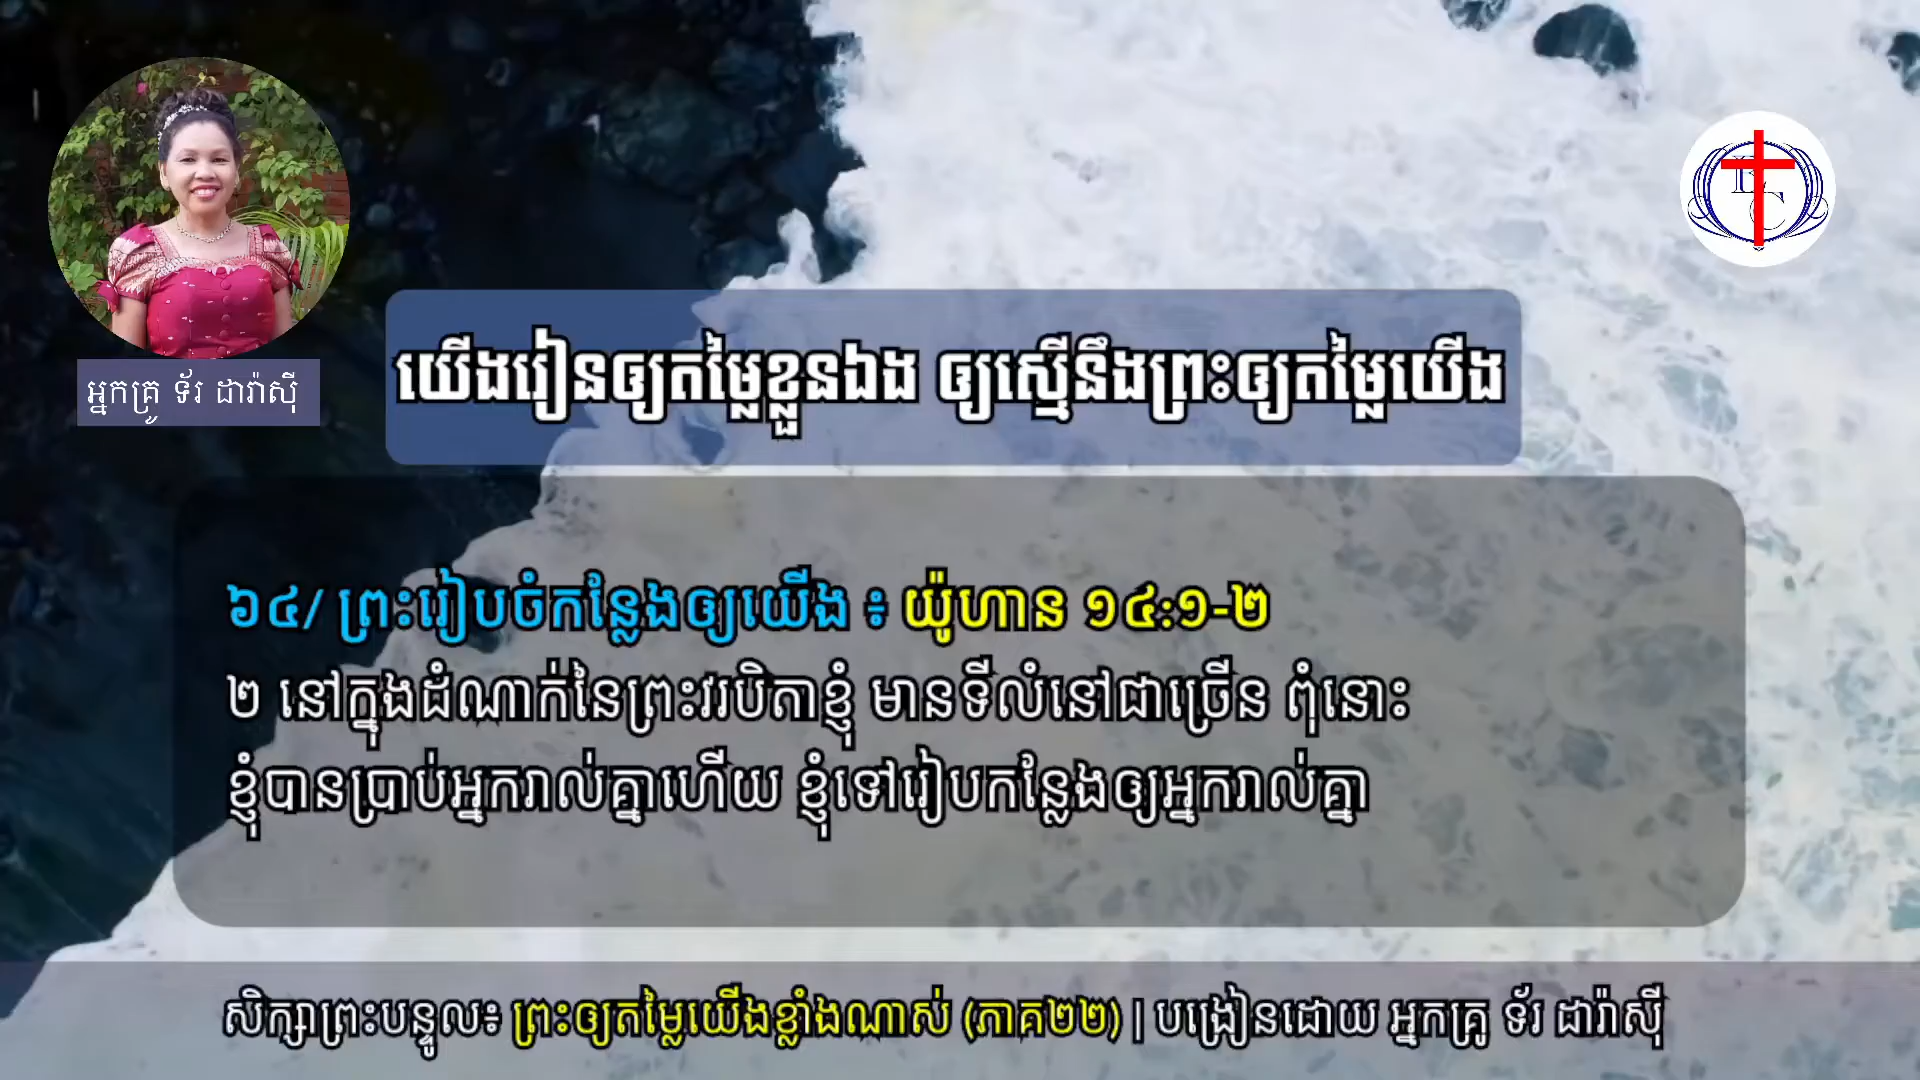 អ្នកគ្រូ ទ័រ ដារ៉ាស៊ី
យើងរៀនឲ្យតម្លៃខ្លួនឯង ឲ្យស្មើនឹងព្រះឲ្យតម្លៃយើង
៦៤/ ព្រះរៀបចំកន្លែងឲ្យយើង ៖ យ៉ូហាន ១៤:១-២
២ នៅក្នុងដំណាក់នៃព្រះវរបិតាខ្ញុំ មានទីលំនៅជាច្រើន ពុំនោះ
ខ្ញុំបានប្រាប់អ្នករាល់គ្នាហើយ ខ្ញុំទៅរៀបកន្លែងឲ្យអ្នករាល់គ្នា
សិក្សាព្រះបន្ទូល៖ ព្រះឲ្យតម្លៃយើងខ្លាំងណាស់ (ភាគ២២) | បង្រៀនដោយ អ្នកគ្រូ ទ័រ ដារ៉ាស៊ី